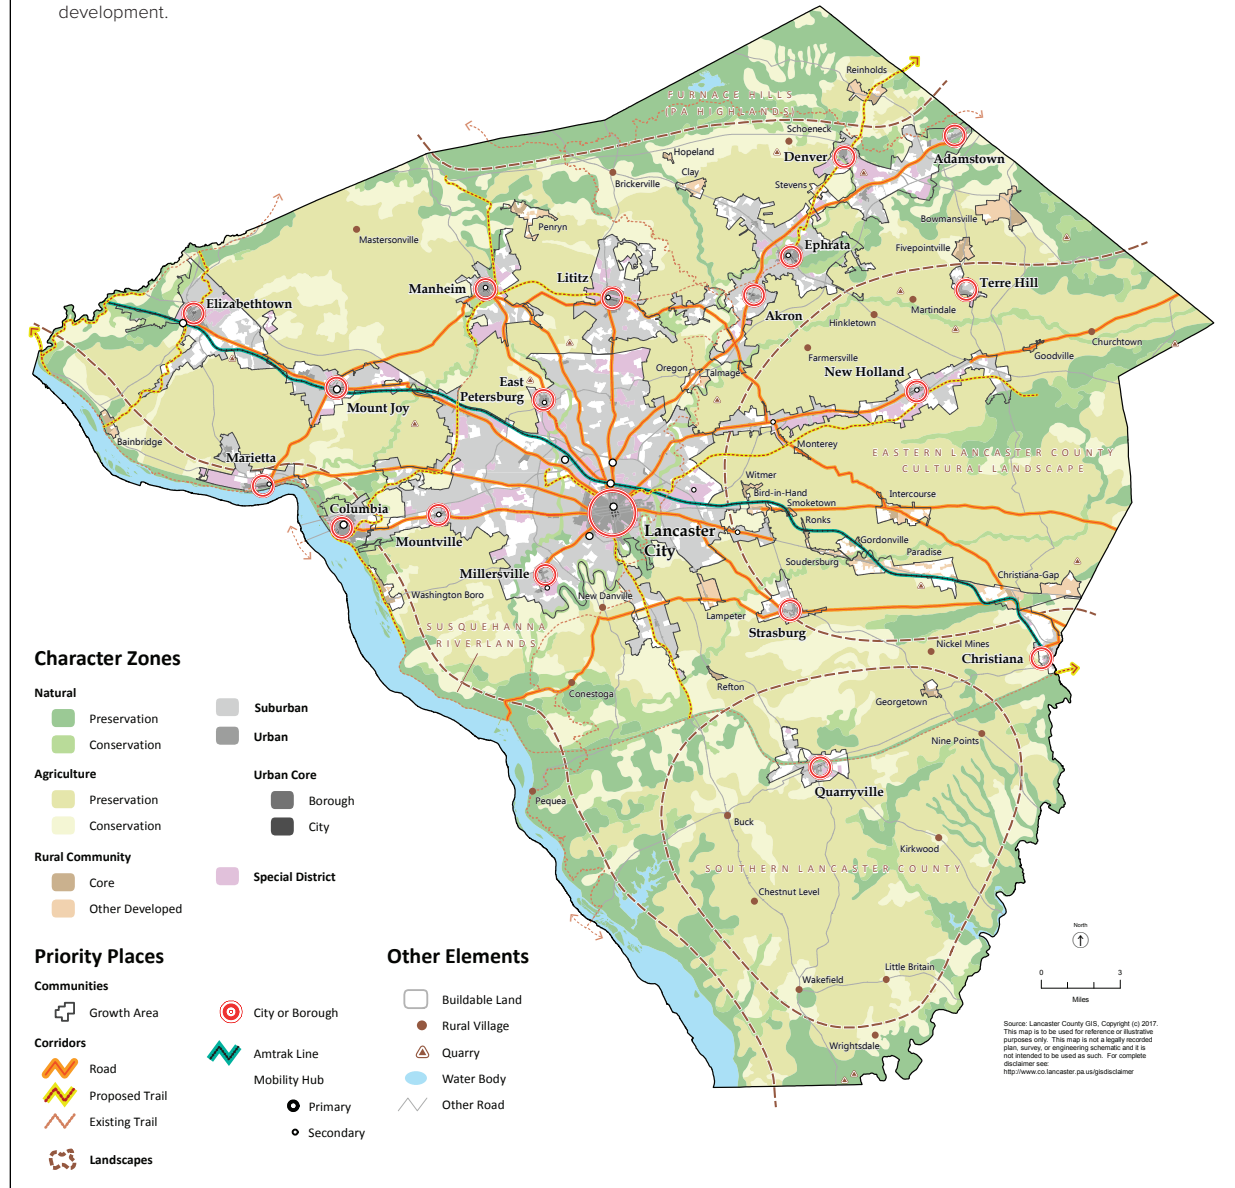 development.
Reinholds
FURNACE HILLS
(PA HIGHLANDS)
Schoeneck
Denver
Adamstown
Hopeland
Clay
Brickerville
Stevens
Bowmansville
Penryn
Mastersonville
Fivepointville
Ephrata
Lititz
Manheim
Terre Hill
Elizabethtown
Akron
Martindale
Hinkletown
Churchtown
Goodville
Farmersville
New Holland
Oregon
Talmage
East
Petersburg
Mount Joy
Bainbridge
Monterey
EASTERN LANCASTER COUNTY
CULTURAL LANDSCAPE
Marietta
Witmer
Bird-in-Hand
Smoketown
Intercourse
Columbia
Ronks
Mountville
Lancaster
City
Gordonville
Paradise
Soudersburg
Christiana-Gap
Millersville
Washington Boro
New Danville
Lampeter
Strasburg
SUSQUEHANNA
RIVERLANDS
Nickel Mines
Christiana
Refton
Conestoga
Georgetown
Nine Points
Quarryville
Pequea
Buck
Kirkwood
SOUTHERN LANCASTER COUNTY
Chestnut Level
Little Britain
Wakefield
Wrightsdale
Character Zones
Natural
Preservation
Conservation
Agriculture
Preservation
Conservation
Rural Community
Core
Other Developed
Suburban
Urban
Urban Core
Borough
City
Special District
Priority Places
Communities
Growth Area
City or Borough
Corridors
Road
Proposed Trail
Existing Trail
Landscapes
Amtrak Line
Mobility Hub
Primary
Secondary
Other Elements
Buildable Land
Rural Village
Quarry
Water Body
Other Road
North
0 3
Miles
Source: Lancaster County GIS, Copyright (c) 2017.
This map is to be used for reference or illustrative
purposes only. This map is not a legally recorded
plan, survey, or engineering schematic and it is
not intended to be used as such. For complete
disclaimer see:
http://www.co.lancaster.pa.us/gisdisclaimer